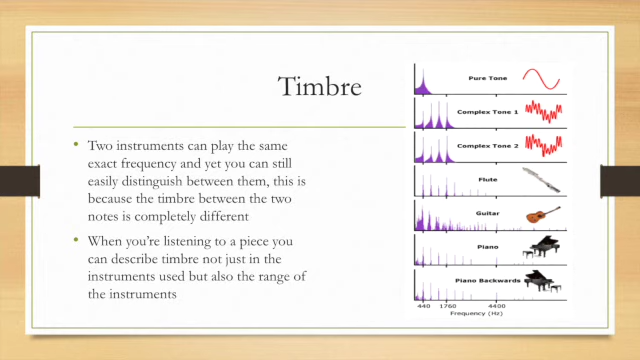 Timbre
Two instruments can play the same
exact frequency and yet you can still
easily distinguish between them, this is
because the timbre between the two
notes is completely different
When you're listening to a piece you
can describe timbre not just in the
instruments used but also the range of
the instruments
Pure Tone
Complex Tone 1
Complex Tone 2
Flute
Guitar
Piano
Piano Backwards
440 1760 4400
Frequency (Hz)